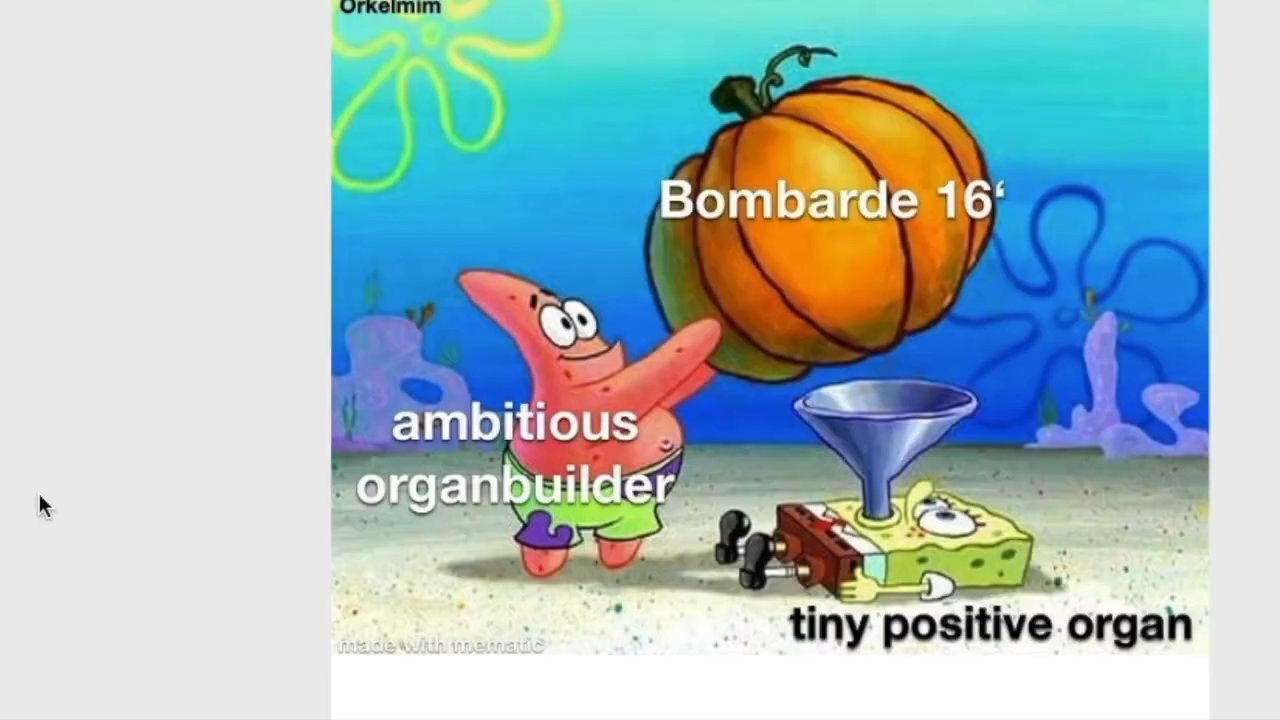 Orkelmim
Bombarde 16‘
ambitious
organbuilder
tiny positive organ
made with mematic